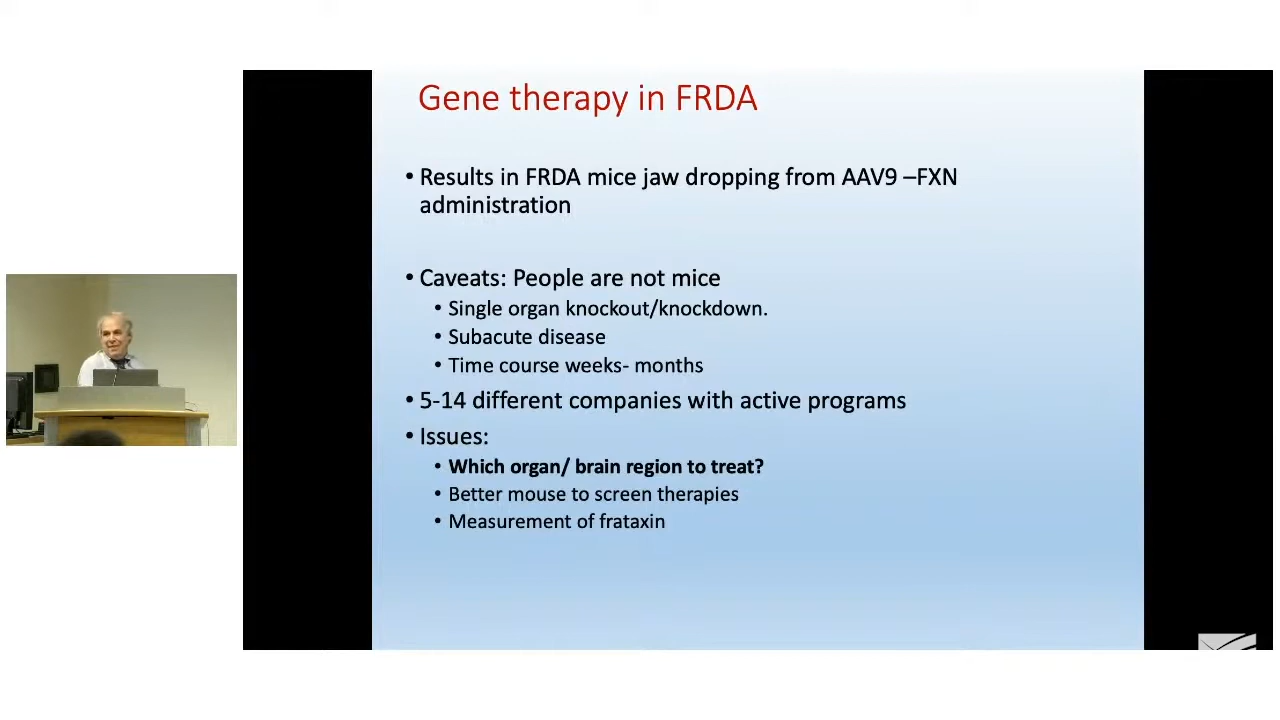 Gene therapy in FRDA
• Results in FRDA mice jaw dropping from AAV9 –FXN
administration
• Caveats: People are not mice
• Single organ knockout/knockdown.
• Subacute disease
• Time course weeks- months
• 5-14 different companies with active programs
• Issues:
• Which organ/ brain region to treat?
• Better mouse to screen therapies
• Measurement of frataxin